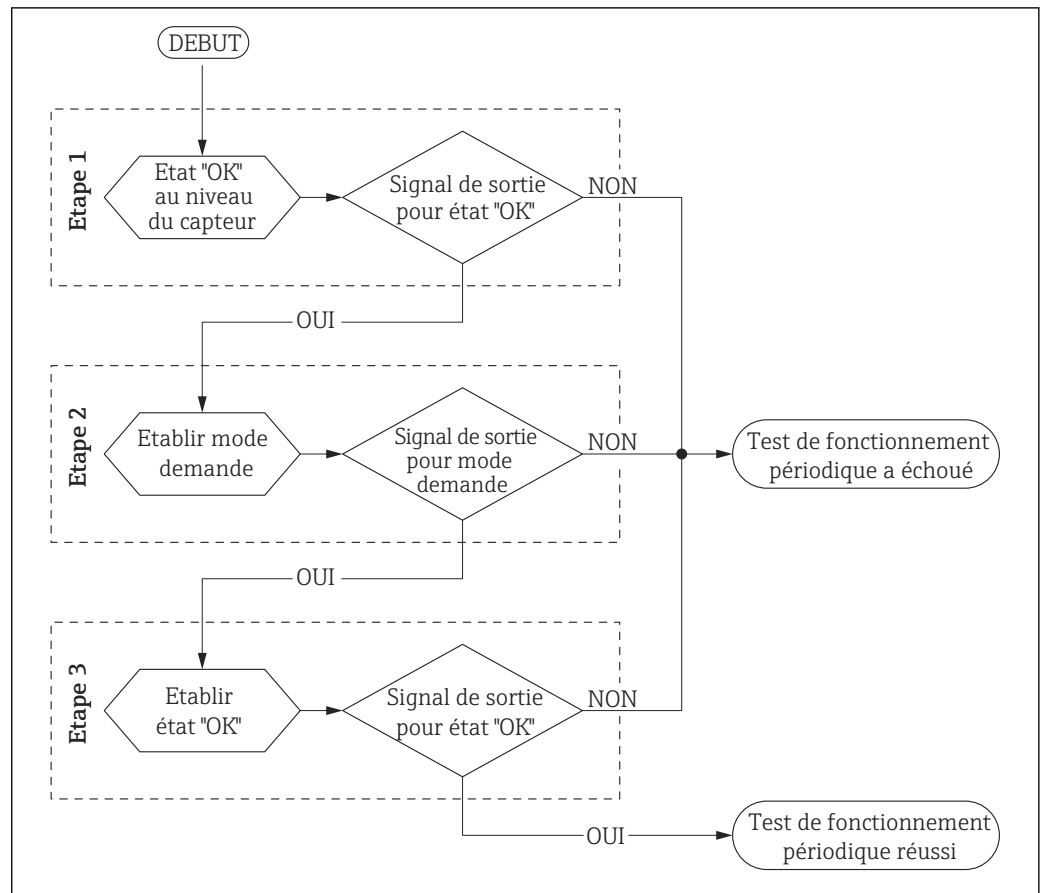 DEBUT
Etape 1
Etat "OK"
au niveau
du capteur
Signal de sortie
pour état "OK"
NON
OUI
Etape 2
Etablir mode
demande
Signal de sortie
pour mode
demande
NON
Test de fonctionnement
périodique a échoué
OUI
Etape 3
Etablir
état "OK"
Signal de sortie
pour état "OK"
NON
OUI
Test de fonctionnement
périodique réussi